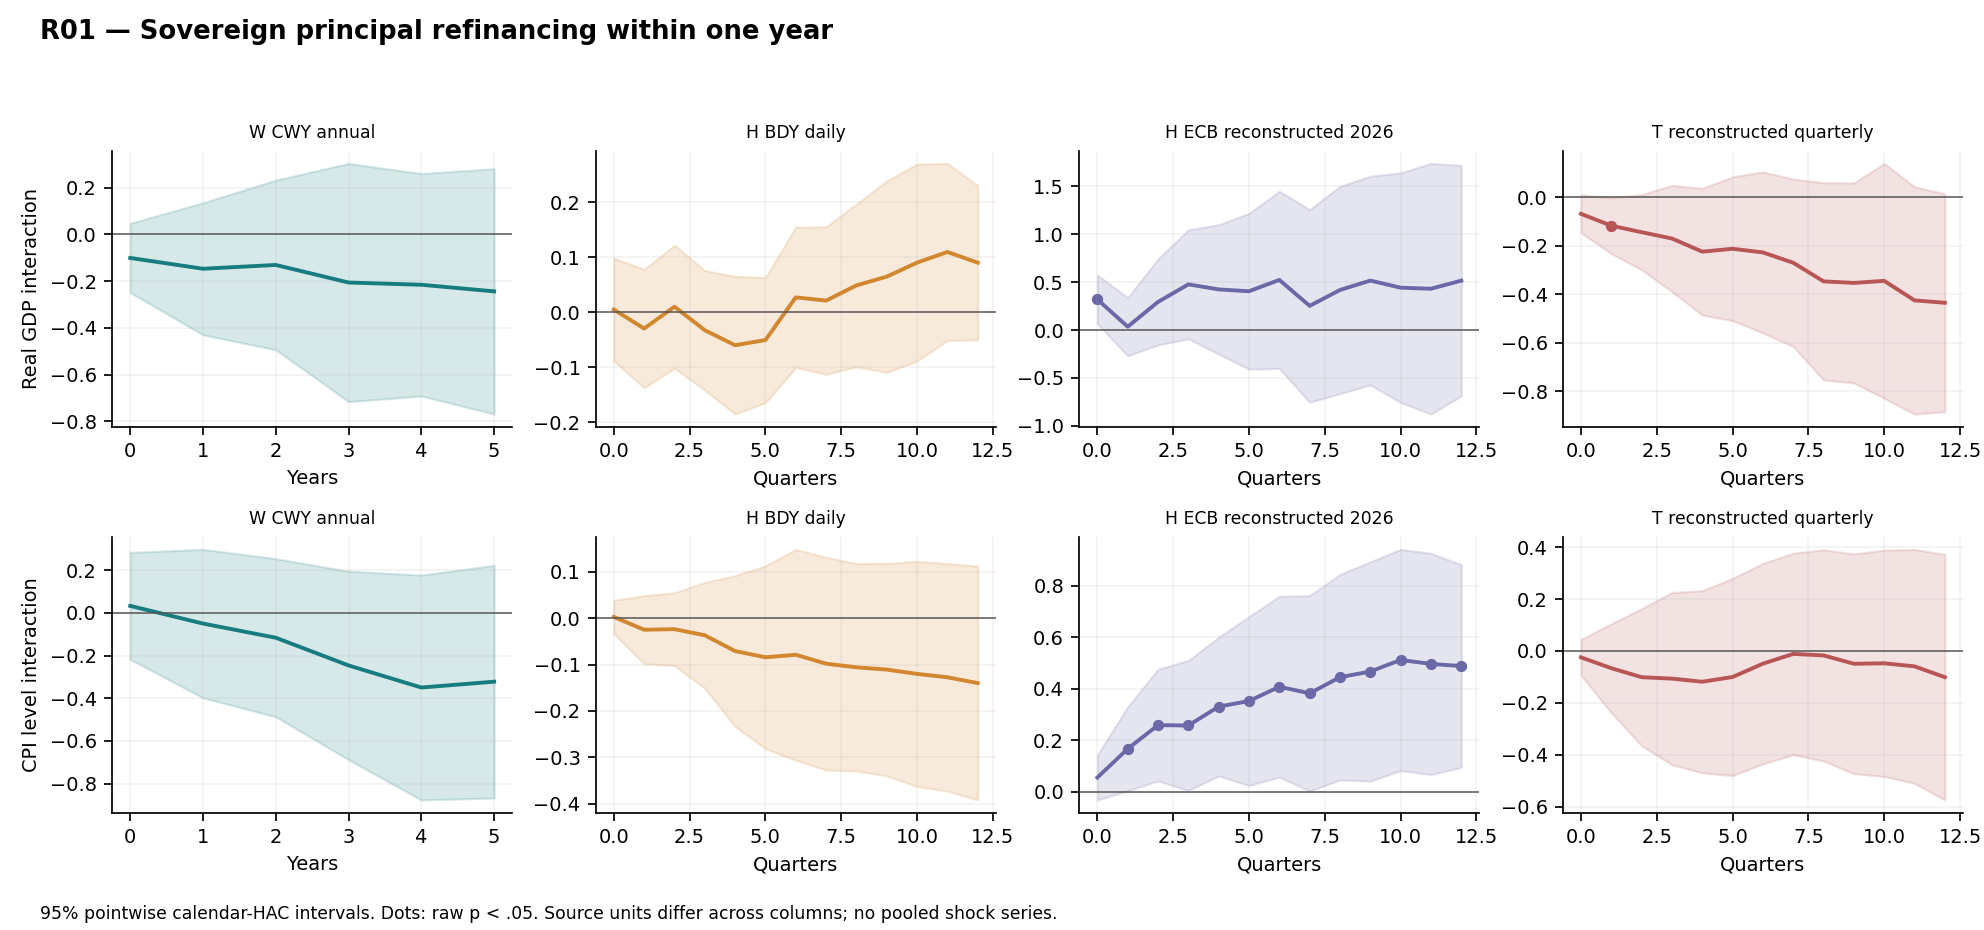 R01 — Sovereign principal refinancing within one year
W CWY annual
H BDY daily
H ECB reconstructed 2026
T reconstructed quarterly
Real GDP interaction
0.2
0.0
−0.2
−0.4
−0.6
−0.8
0 1 2 3 4 5
Years
0.2
0.1
0.0
−0.1
−0.2
0.0 2.5 5.0 7.5 10.0 12.5
Quarters
1.5
1.0
0.5
0.0
−0.5
−1.0
0.0 2.5 5.0 7.5 10.0 12.5
Quarters
0.0
−0.2
−0.4
−0.6
−0.8
0.0 2.5 5.0 7.5 10.0 12.5
Quarters
W CWY annual
H BDY daily
H ECB reconstructed 2026
T reconstructed quarterly
CPI level interaction
0.2
0.0
−0.2
−0.4
−0.6
−0.8
0 1 2 3 4 5
Years
0.1
0.0
−0.1
−0.2
−0.3
−0.4
0.0 2.5 5.0 7.5 10.0 12.5
Quarters
0.8
0.6
0.4
0.2
0.0
0.0 2.5 5.0 7.5 10.0 12.5
Quarters
0.4
0.2
0.0
−0.2
−0.4
−0.6
0.0 2.5 5.0 7.5 10.0 12.5
Quarters
95% pointwise calendar-HAC intervals. Dots: raw p < .05. Source units differ across columns; no pooled shock series.